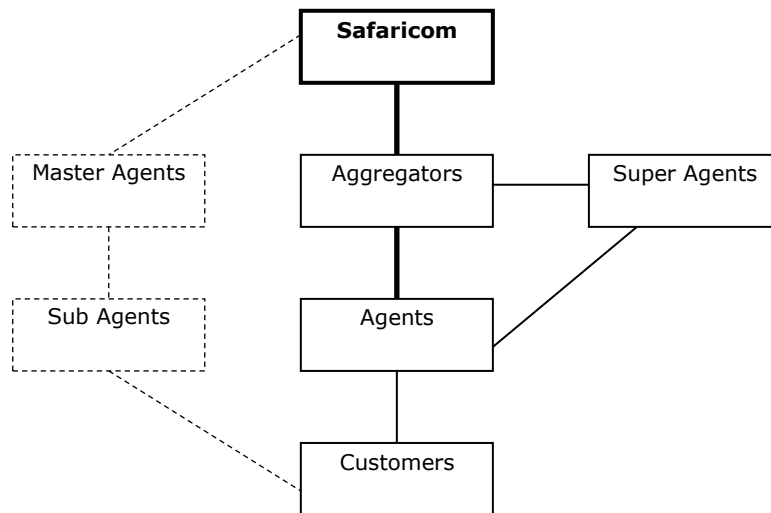 Safaricom
Master Agents
Aggregators
Super Agents
Sub Agents
Agents
Customers